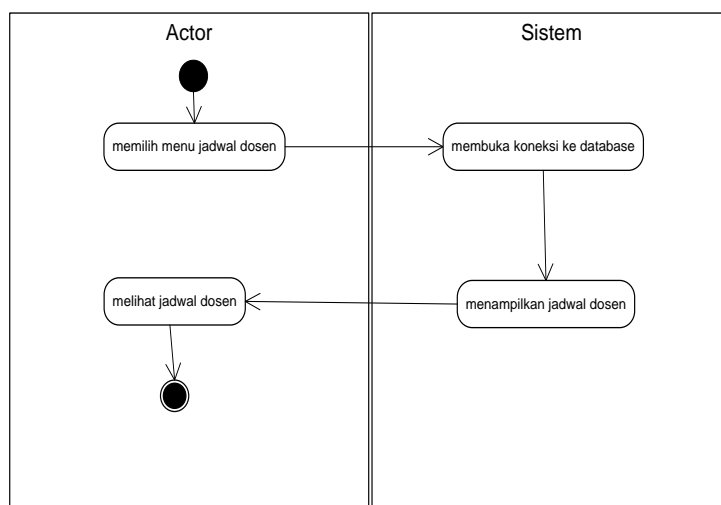 Actor
Sistem
memilih menu jadwal dosen
membuka koneksi ke database
melihat jadwal dosen
menampilkan jadwal dosen